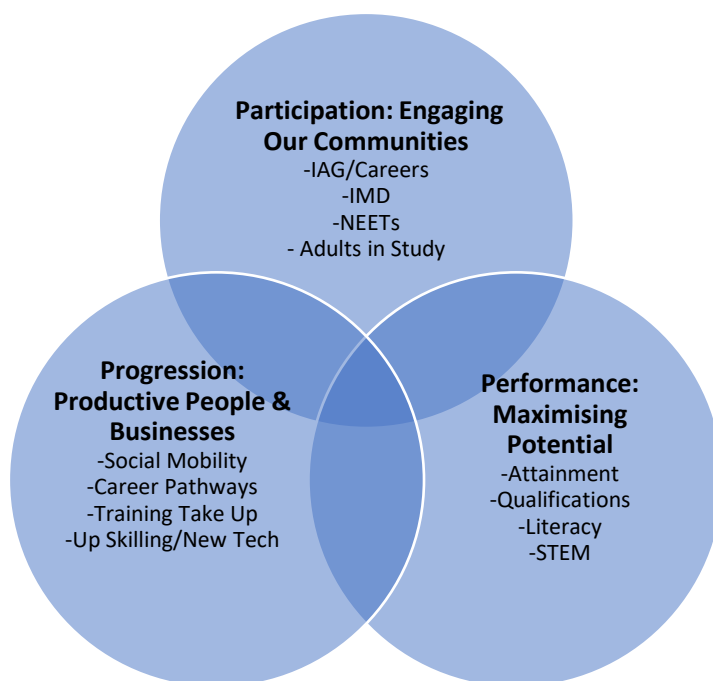 Participation: Engaging
Our Communities
-IAG/Careers
-IMD
-NEETs
- Adults in Study
Progression:
Productive People &
Businesses
-Social Mobility
-Career Pathways
-Training Take Up
-Up Skilling/New Tech
Performance:
Maximising
Potential
-Attainment
-Qualifications
-Literacy
-STEM